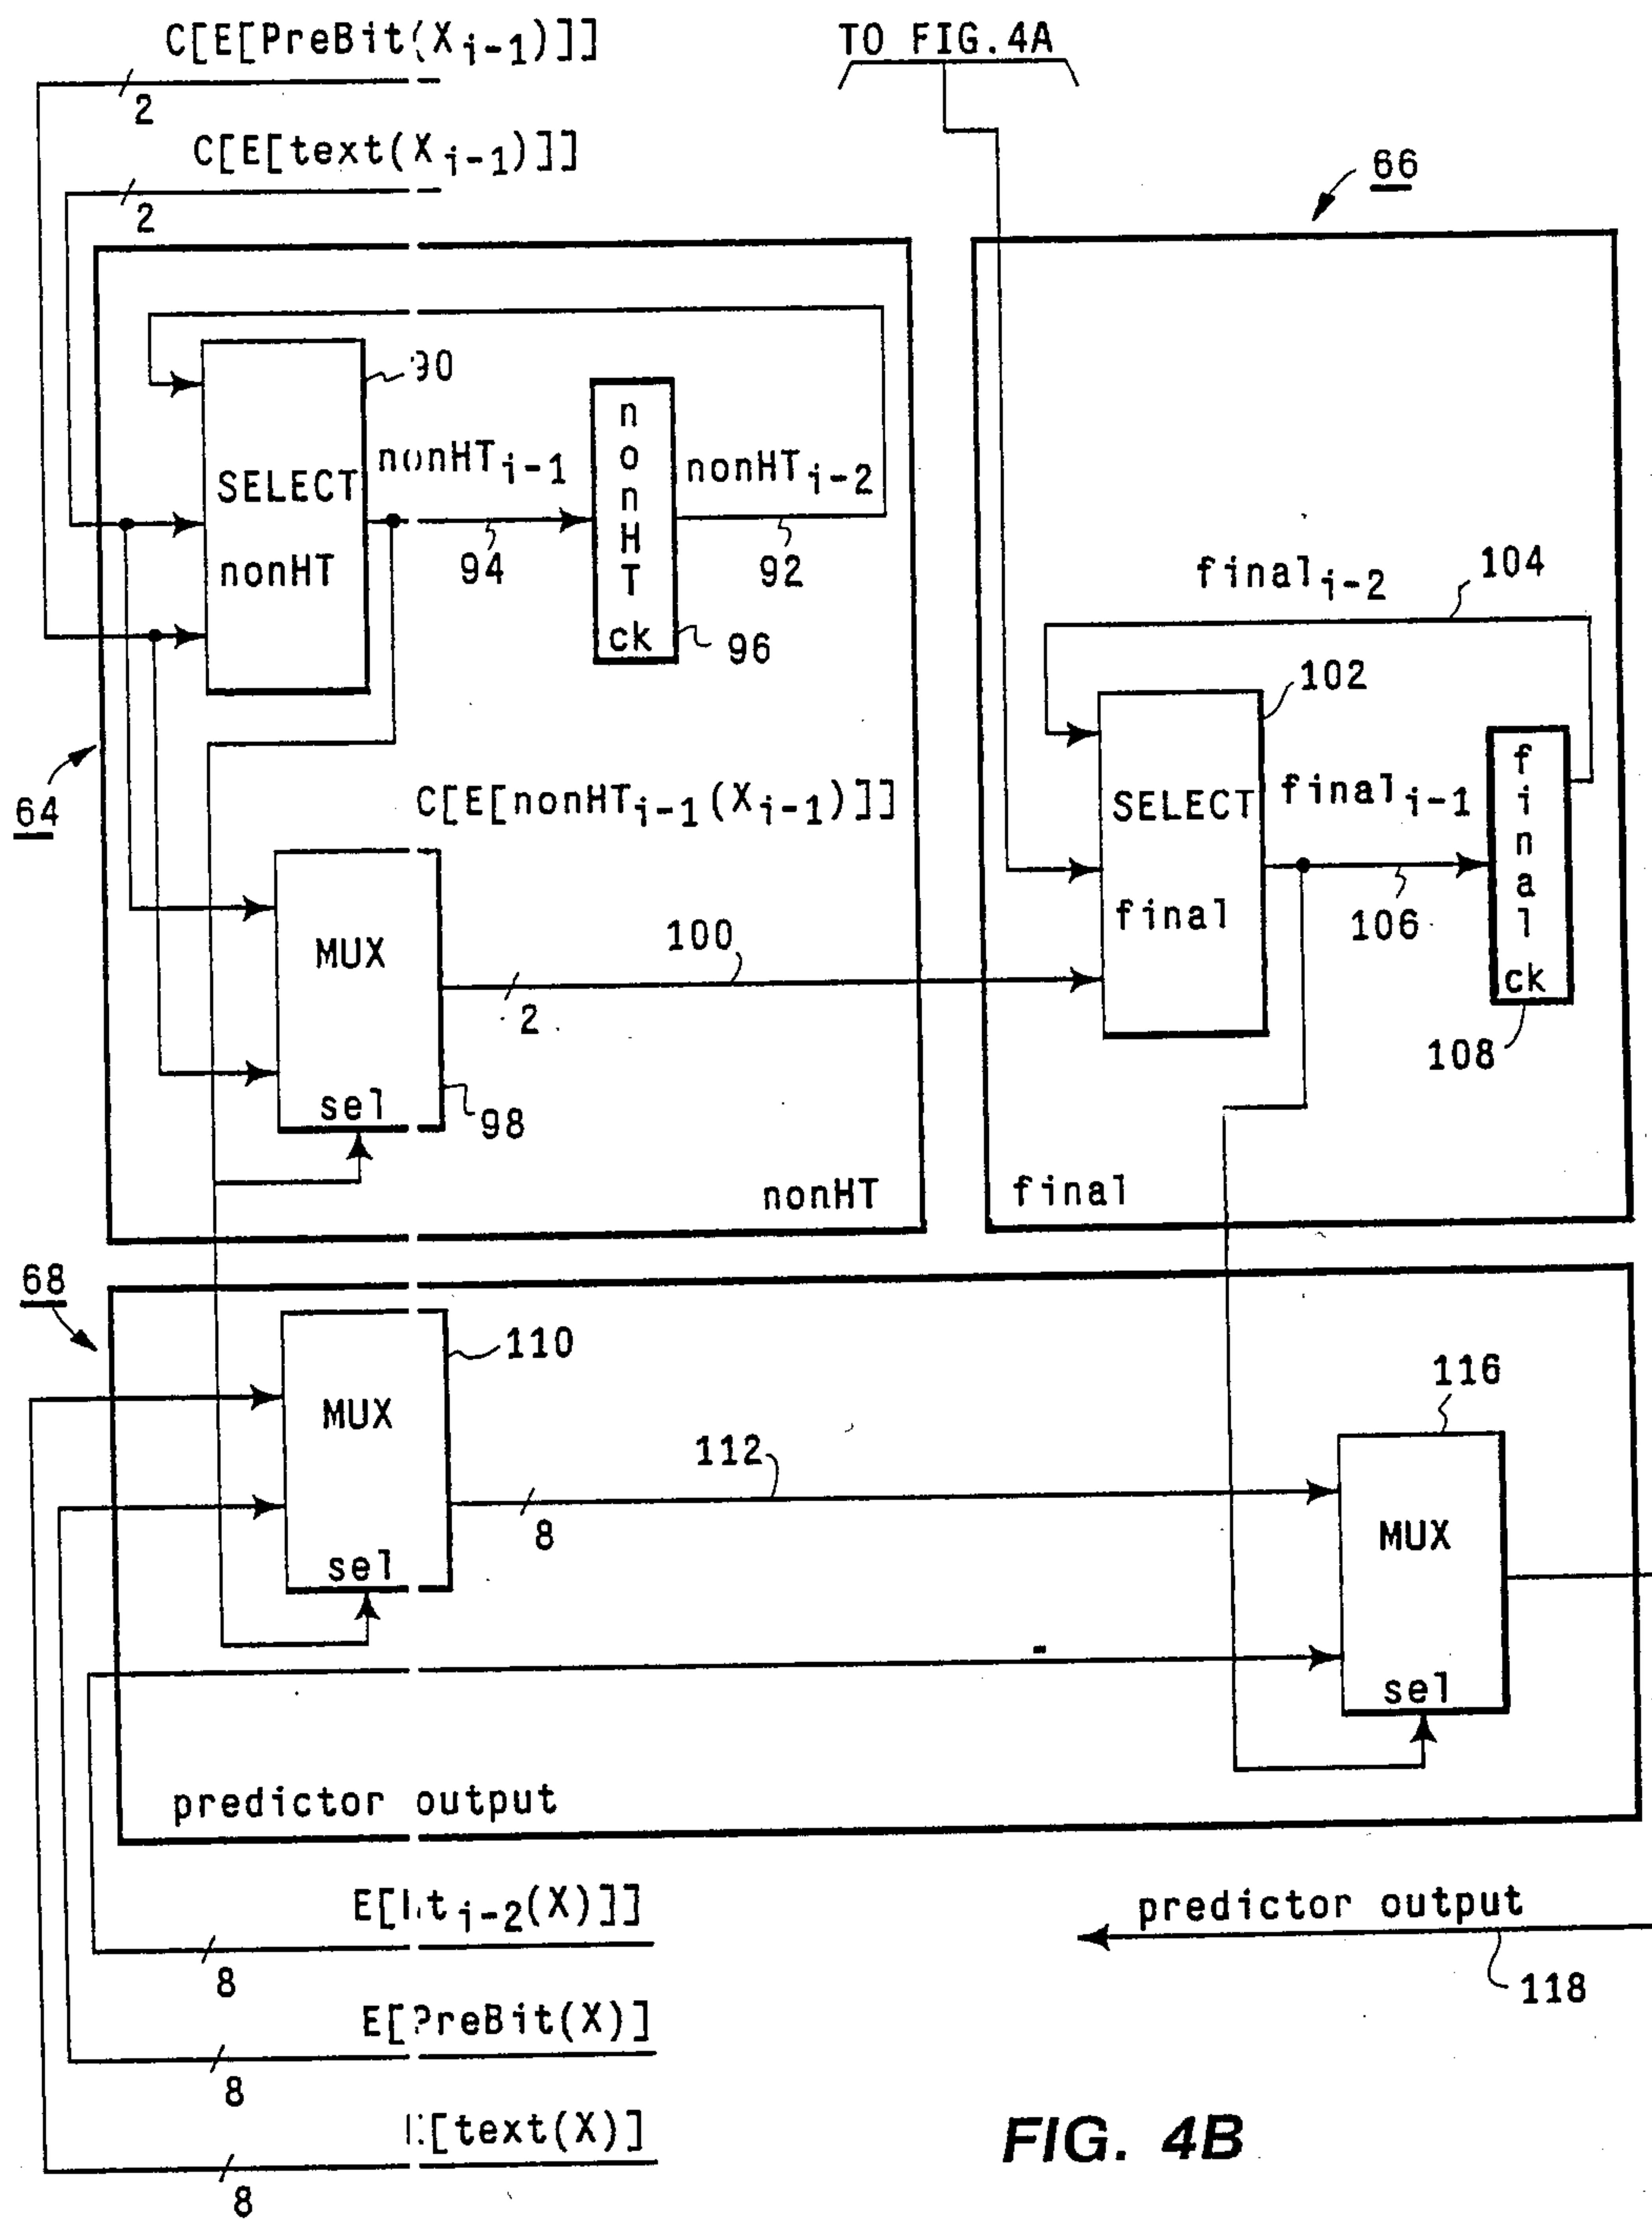 C[E[PreBit(Xi-1)]]
2
C[E[text(Xi-1)]]
2
TO FIG.4A
66
90
SELECT
nonHT
nonHTi-1
94
nonHT
ck
96
nonHTi-2
92
64
C[E[nonHTi-1(Xi-1)]]
MUX
sel
98
100
2
nonHT
finali-2
104
102
SELECT
final
finali-1
106
final
ck
108
final
68
110
MUX
sel
112
8
116
MUX
sel
predictor output
8
E[PreBit(X)]
8
[text(X)]
8
predictor output
118
FIG. 4B